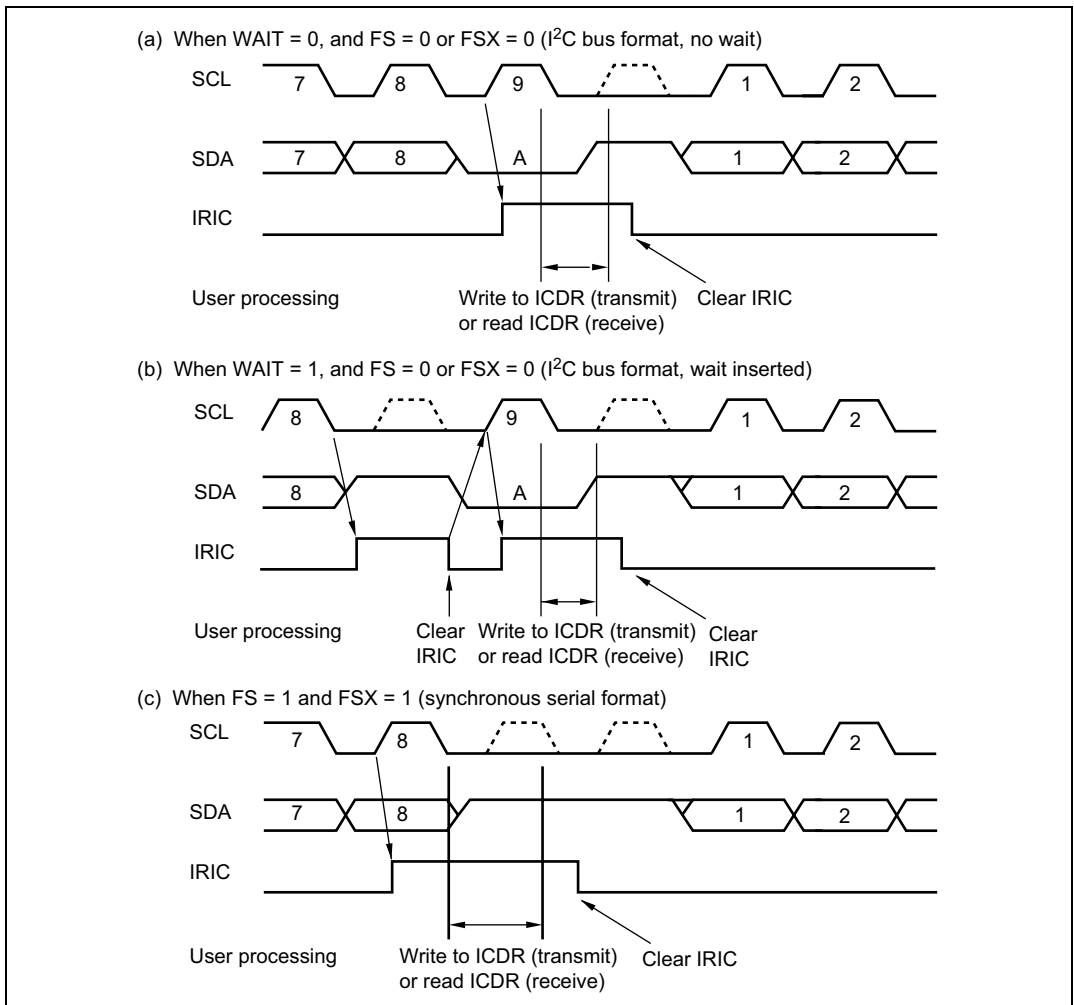 (a) When WAIT = 0, and FS = 0 or FSX = 0 (I²C bus format, no wait)
SCL 7 8 9 1 2
SDA 7 8 A 1 2
IRIC
User processing Write to ICDR (transmit) Clear IRIC
or read ICDR (receive)
(b) When WAIT = 1, and FS = 0 or FSX = 0 (I²C bus format, wait inserted)
SCL 8 9 1 2
SDA 8 A 1 2
IRIC
User processing Clear Write to ICDR (transmit) Clear
IRIC or read ICDR (receive) IRIC
(c) When FS = 1 and FSX = 1 (synchronous serial format)
SCL 7 8 1 2
SDA 7 8 1 2
IRIC
User processing Write to ICDR (transmit) Clear IRIC
or read ICDR (receive)